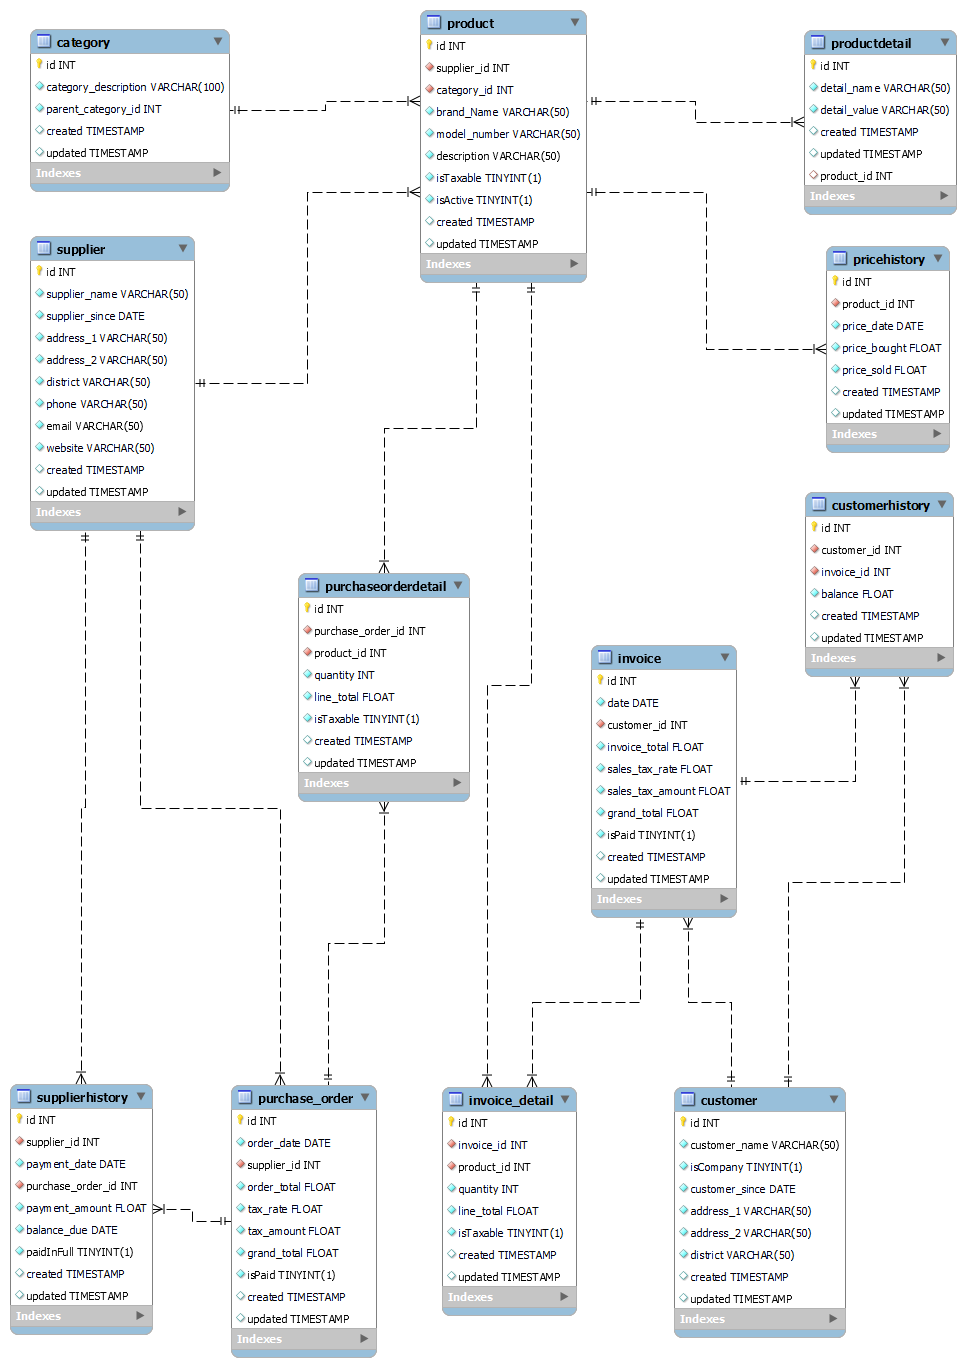 category
id INT
category_description VARCHAR(100)
parent_category_id INT
created TIMESTAMP
updated TIMESTAMP
Indexes
product
id INT
supplier_id INT
category_id INT
brand_Name VARCHAR(50)
model_number VARCHAR(50)
description VARCHAR(50)
isTaxable TINYINT(1)
isActive TINYINT(1)
created TIMESTAMP
updated TIMESTAMP
Indexes
productdetail
id INT
detail_name VARCHAR(50)
detail_value VARCHAR(50)
created TIMESTAMP
updated TIMESTAMP
product_id INT
Indexes
supplier
id INT
supplier_name VARCHAR(50)
supplier_since DATE
address_1 VARCHAR(50)
address_2 VARCHAR(50)
district VARCHAR(50)
phone VARCHAR(50)
email VARCHAR(50)
website VARCHAR(50)
created TIMESTAMP
updated TIMESTAMP
Indexes
pricehistory
id INT
product_id INT
price_date DATE
price_bought FLOAT
price_sold FLOAT
created TIMESTAMP
updated TIMESTAMP
Indexes
customerhistory
id INT
customer_id INT
invoice_id INT
balance FLOAT
created TIMESTAMP
updated TIMESTAMP
Indexes
purchaseorderdetail
id INT
purchase_order_id INT
product_id INT
quantity INT
line_total FLOAT
isTaxable TINYINT(1)
created TIMESTAMP
updated TIMESTAMP
Indexes
invoice
id INT
date DATE
customer_id INT
invoice_total FLOAT
sales_tax_rate FLOAT
sales_tax_amount FLOAT
grand_total FLOAT
isPaid TINYINT(1)
created TIMESTAMP
updated TIMESTAMP
Indexes
supplierhistory
id INT
supplier_id INT
payment_date DATE
purchase_order_id INT
payment_amount FLOAT
balance_due DATE
paidInFull TINYINT(1)
created TIMESTAMP
updated TIMESTAMP
Indexes
purchase_order
id INT
order_date DATE
supplier_id INT
order_total FLOAT
tax_rate FLOAT
tax_amount FLOAT
grand_total FLOAT
isPaid TINYINT(1)
created TIMESTAMP
updated TIMESTAMP
Indexes
invoice_detail
id INT
invoice_id INT
product_id INT
quantity INT
line_total FLOAT
isTaxable TINYINT(1)
created TIMESTAMP
updated TIMESTAMP
Indexes
customer
id INT
customer_name VARCHAR(50)
isCompany TINYINT(1)
customer_since DATE
address_1 VARCHAR(50)
address_2 VARCHAR(50)
district VARCHAR(50)
created TIMESTAMP
updated TIMESTAMP
Indexes